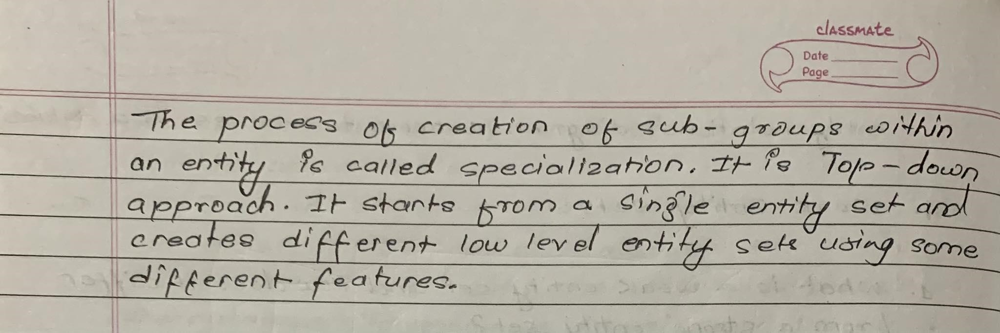 classmate
Date
Page
The process of creation of sub-groups within
an entity is called specialization. It is Top-down
approach. It starts from a single entity set and
creates different low level entity sets using some
different features.